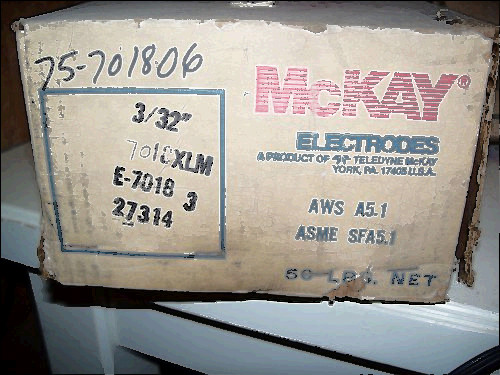 75-701806
McKAY®
3/32"
7018XLM
E-7018 3
27314
ELECTRODES
A PRODUCT OF TELEDYNE McKAY
YORK, PA. 17405 U.S.A.
AWS A5.1
ASME SFA5.1
50 LBS. NET